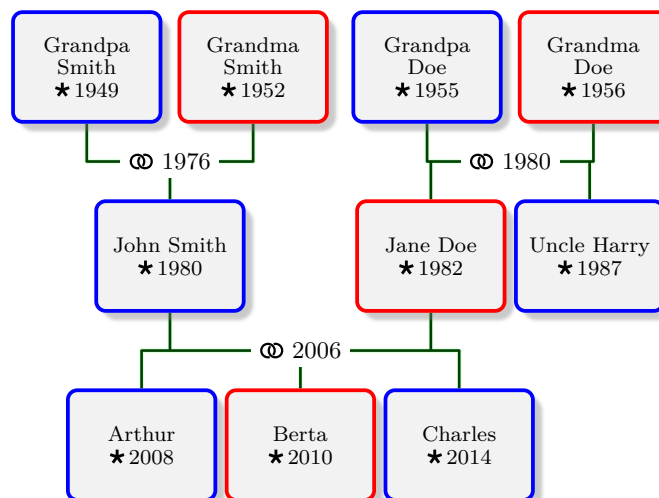 Grandpa
Smith
★ 1949
Grandma
Smith
★ 1952
Grandpa
Doe
★ 1955
Grandma
Doe
★ 1956
⚭ 1976
⚭ 1980
John Smith
★ 1980
Jane Doe
★ 1982
Uncle Harry
★ 1987
⚭ 2006
Arthur
★ 2008
Berta
★ 2010
Charles
★ 2014